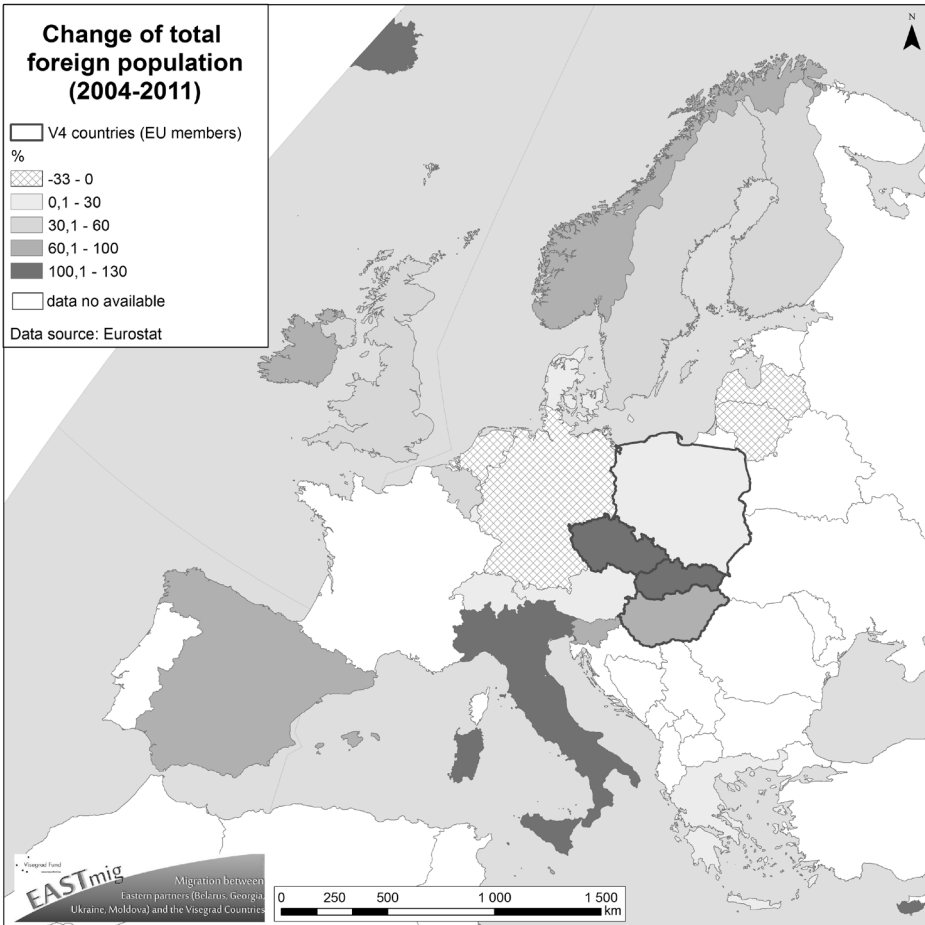 Change of total
foreign population
(2004-2011)
V4 countries (EU members)
%
-33 - 0
0,1 - 30
30,1 - 60
60,1 - 100
100,1 - 130
data no available
Data source: Eurostat
N
Visegrad Fund
EASTmig
Migration between
Eastern partners (Belarus, Georgia,
Ukraine, Moldova) and the Visegrad Countries
0 250 500 1 000 1 500
km